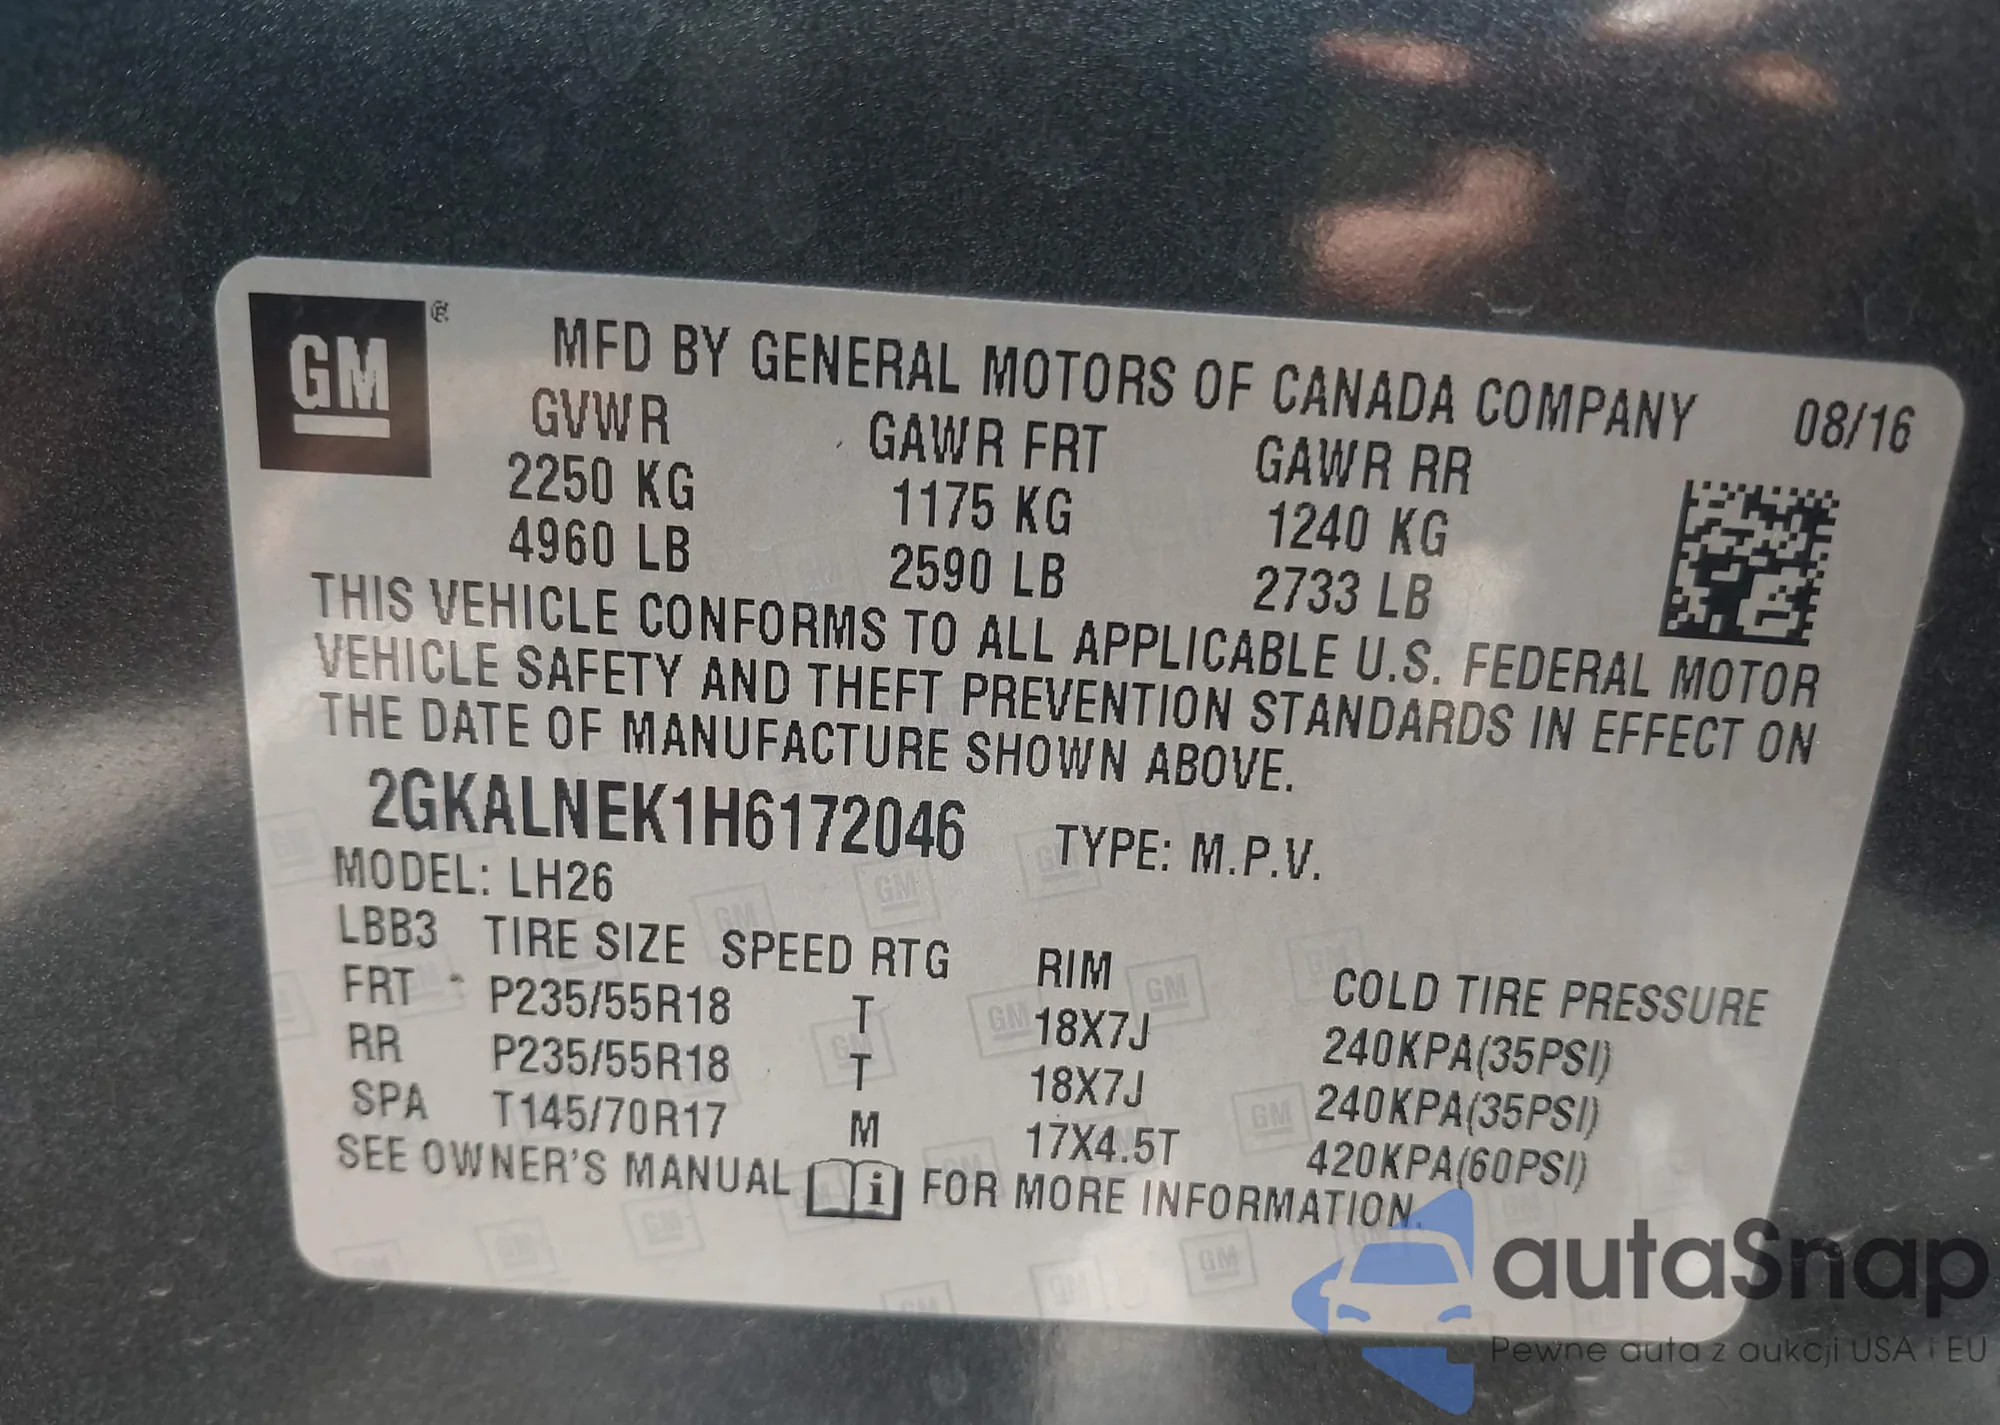 GM ®
MFD BY GENERAL MOTORS OF CANADA COMPANY 08/16
GVWR GAWR FRT GAWR RR
2250 KG 1175 KG 1240 KG
4960 LB 2590 LB 2733 LB
THIS VEHICLE CONFORMS TO ALL APPLICABLE U.S. FEDERAL MOTOR
VEHICLE SAFETY AND THEFT PREVENTION STANDARDS IN EFFECT ON
THE DATE OF MANUFACTURE SHOWN ABOVE.
2GKALNEK1H6172046 TYPE: M.P.V.
MODEL: LH26
LBB3 TIRE SIZE SPEED RTG RIM COLD TIRE PRESSURE
FRT P235/55R18 T 18X7J 240KPA(35PSI)
RR P235/55R18 T 18X7J 240KPA(35PSI)
SPA T145/70R17 M 17X4.5T 420KPA(60PSI)
SEE OWNER'S MANUAL i FOR MORE INFORMATION.
autaSnap
Pewne auta z aukcji USA i EU